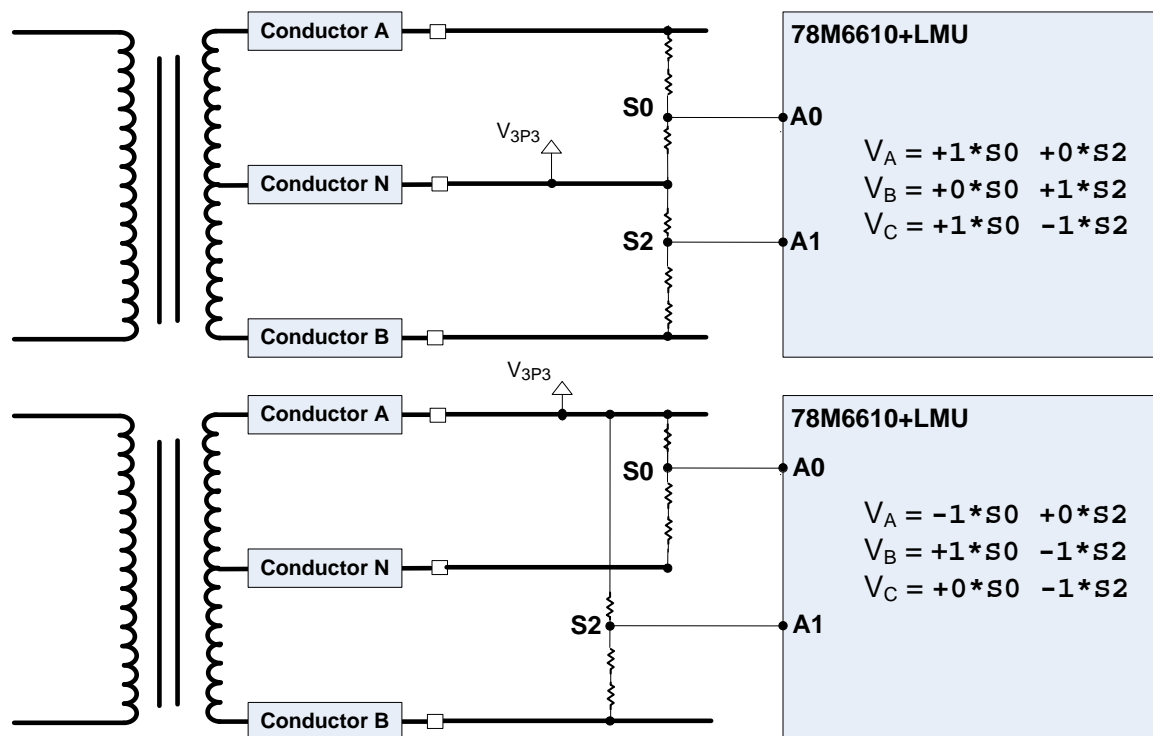 Conductor A
78M6610+LMU
S0
A0
V3P3
VA = +1*S0 +0*S2
Conductor N
VB = +0*S0 +1*S2
VC = +1*S0 -1*S2
S2
A1
Conductor B
V3P3
Conductor A
78M6610+LMU
S0
A0
VA = -1*S0 +0*S2
VB = +1*S0 -1*S2
Conductor N
VC = +0*S0 -1*S2
S2
A1
Conductor B